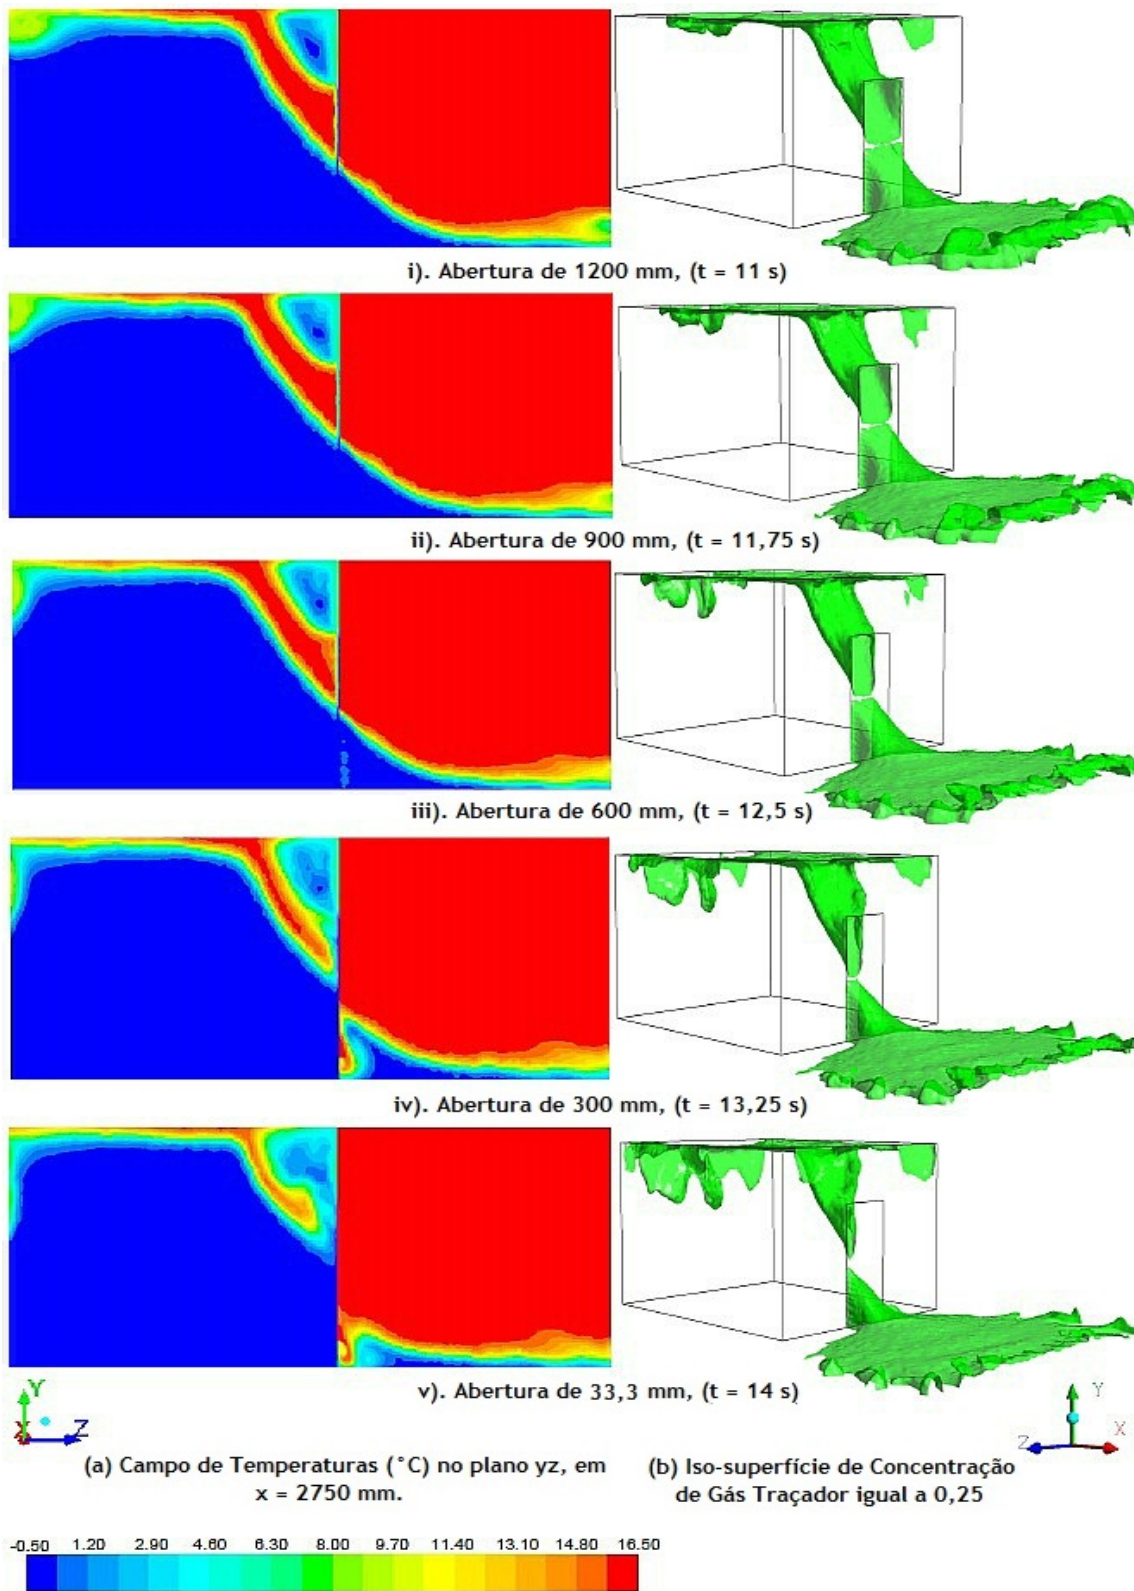 i). Abertura de 1200 mm, (t = 11 s)
ii). Abertura de 900 mm, (t = 11,75 s)
iii). Abertura de 600 mm, (t = 12,5 s)
iv). Abertura de 300 mm, (t = 13,25 s)
v). Abertura de 33,3 mm, (t = 14 s)
Y
X Z
Y
Z X
(a) Campo de Temperaturas (°C) no plano yz, em
x = 2750 mm.
(b) Iso-superfície de Concentração
de Gás Traçador igual a 0,25
-0.50 1.20 2.90 4.60 6.30 8.00 9.70 11.40 13.10 14.80 16.50